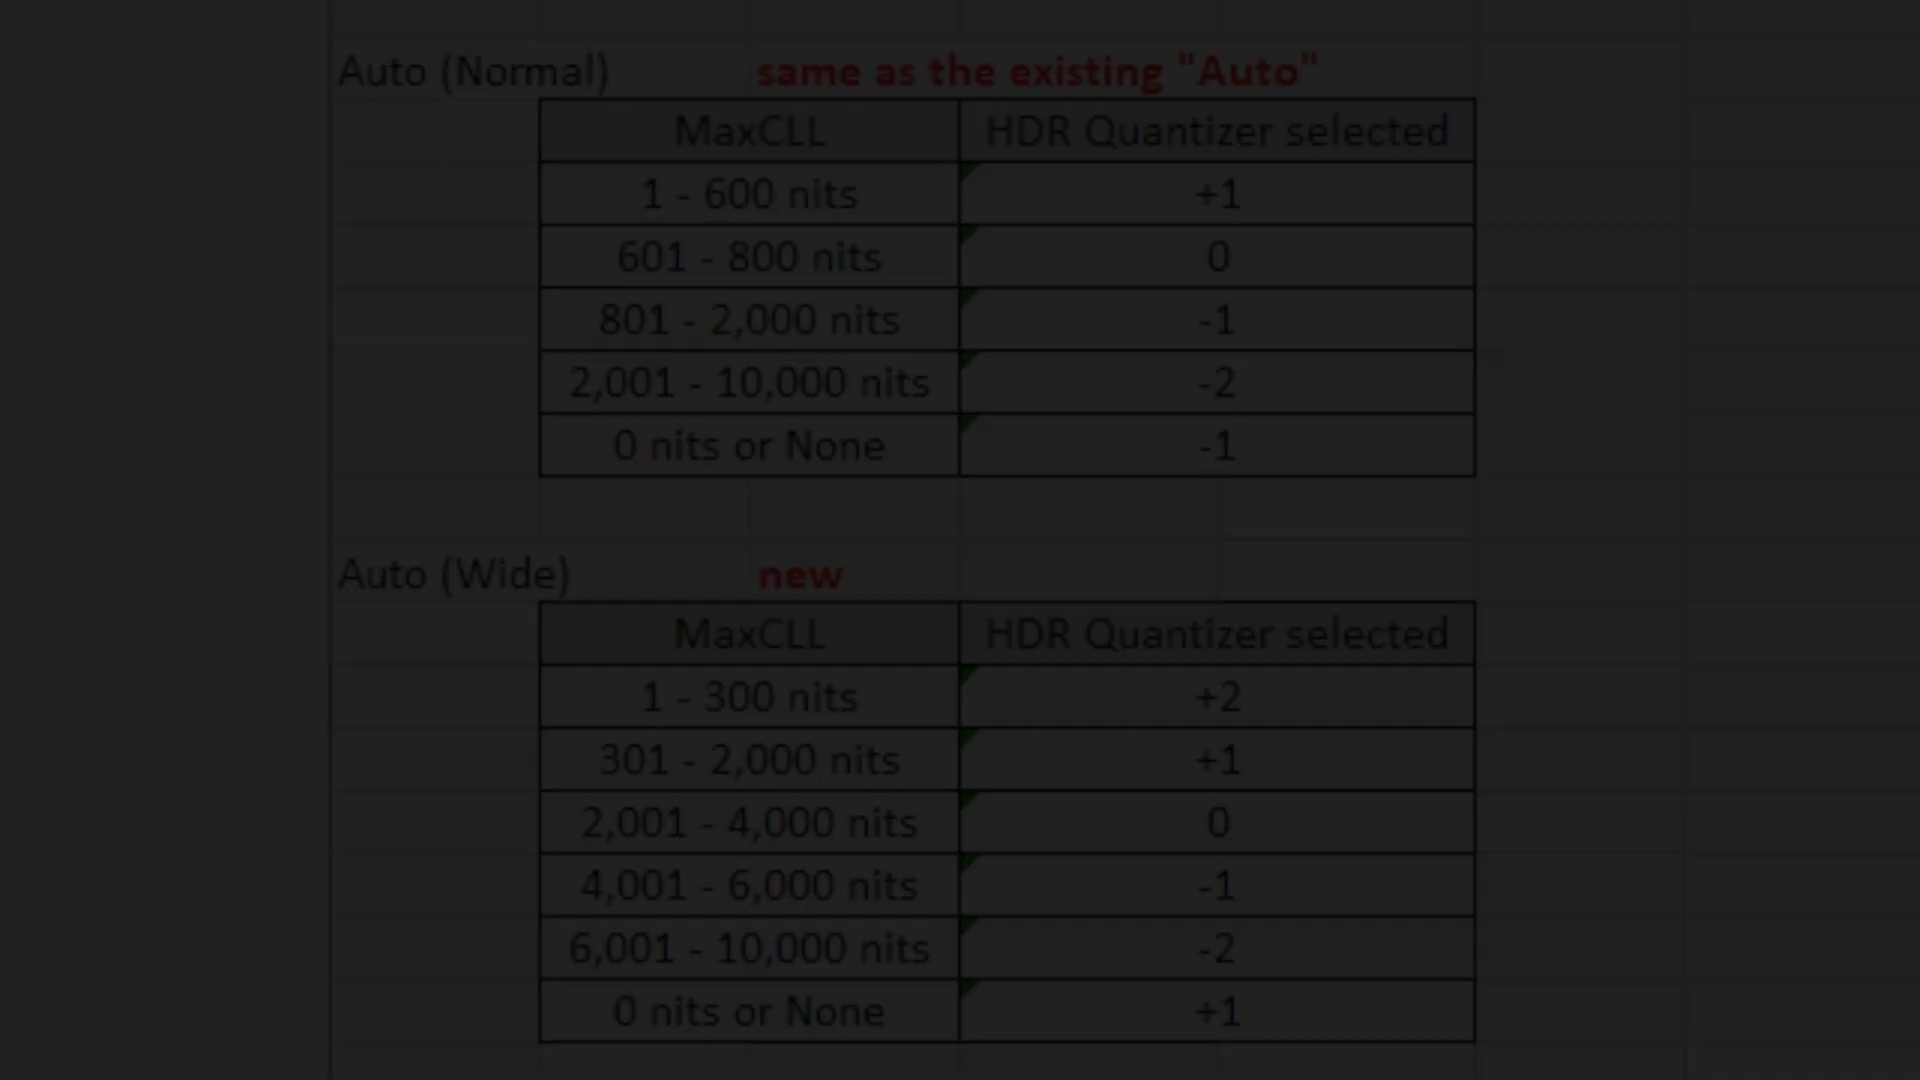 Auto (Normal) same as the existing "Auto"
MaxCLL HDR Quantizer selected
1 - 600 nits +1
601 - 800 nits 0
801 - 2,000 nits -1
2,001 - 10,000 nits -2
0 nits or None -1
Auto (Wide) new
MaxCLL HDR Quantizer selected
1 - 300 nits +2
301 - 2,000 nits +1
2,001 - 4,000 nits 0
4,001 - 6,000 nits -1
6,001 - 10,000 nits -2
0 nits or None +1